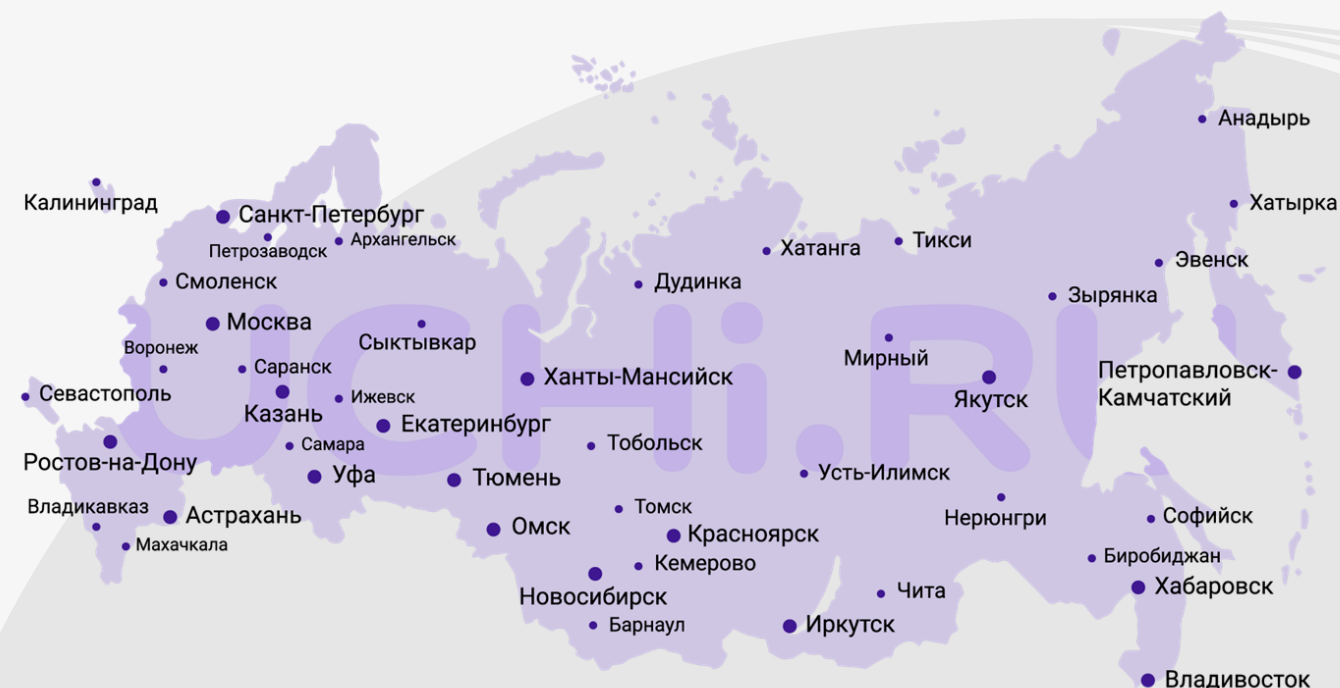 Анадырь
Калининград
Хатырка
Санкт-Петербург
Петрозаводск
Архангельск
Хатанга
Тикси
Эвенск
Смоленск
Дудинка
Зырянка
Москва
Сыктывкар
Воронеж
Саранск
Мирный
Севастополь
Казань
Ижевск
Ханты-Мансийск
Якутск
Петропавловск-
Камчатский
Екатеринбург
Самара
Тобольск
Ростов-на-Дону
Уфа
Тюмень
Усть-Илимск
Владикавказ
Астрахань
Томск
Нерюнгри
Софийск
Махачкала
Омск
Красноярск
Кемерово
Биробиджан
Новосибирск
Чита
Хабаровск
Барнаул
Иркутск
Владивосток
UCHi.RU